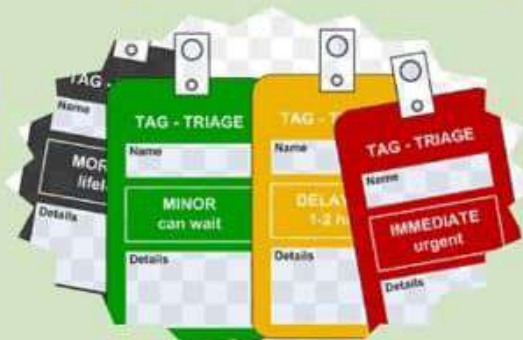 TAG -
Name
MOR
lifel
Details
TAG - TRIAGE
Name
MINOR
can wait
Details
TAG - T
Name
DELAY
1-2 h
Details
TAG - TRIAGE
Name
IMMEDIATE
urgent
Details